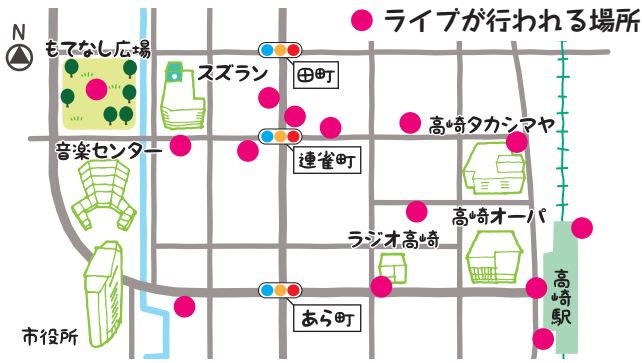 ライブが行われる場所
N
もてなし広場
スズラン
田町
高崎タカシマヤ
音楽センター
連雀町
高崎オーパ
ラジオ高崎
高崎駅
あら町
市役所